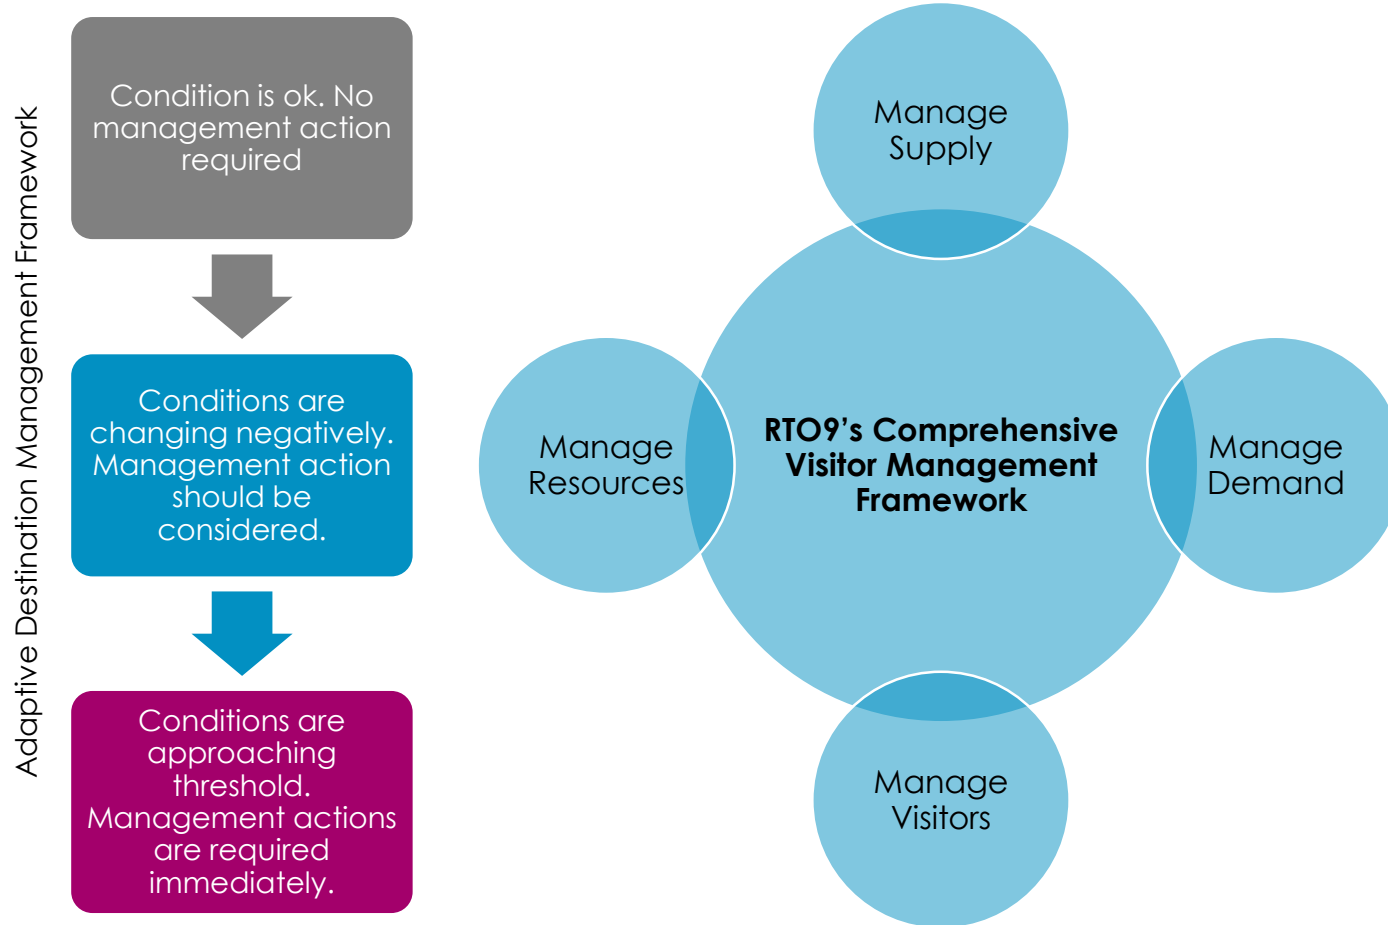 Adaptive Destination Management Framework
Condition is ok. No
management action
required
Conditions are
changing negatively.
Management action
should be
considered.
Conditions are
approaching
threshold.
Management actions
are required
immediately.
Manage
Supply
Manage
Resources
RTO9’s Comprehensive
Visitor Management
Framework
Manage
Demand
Manage
Visitors